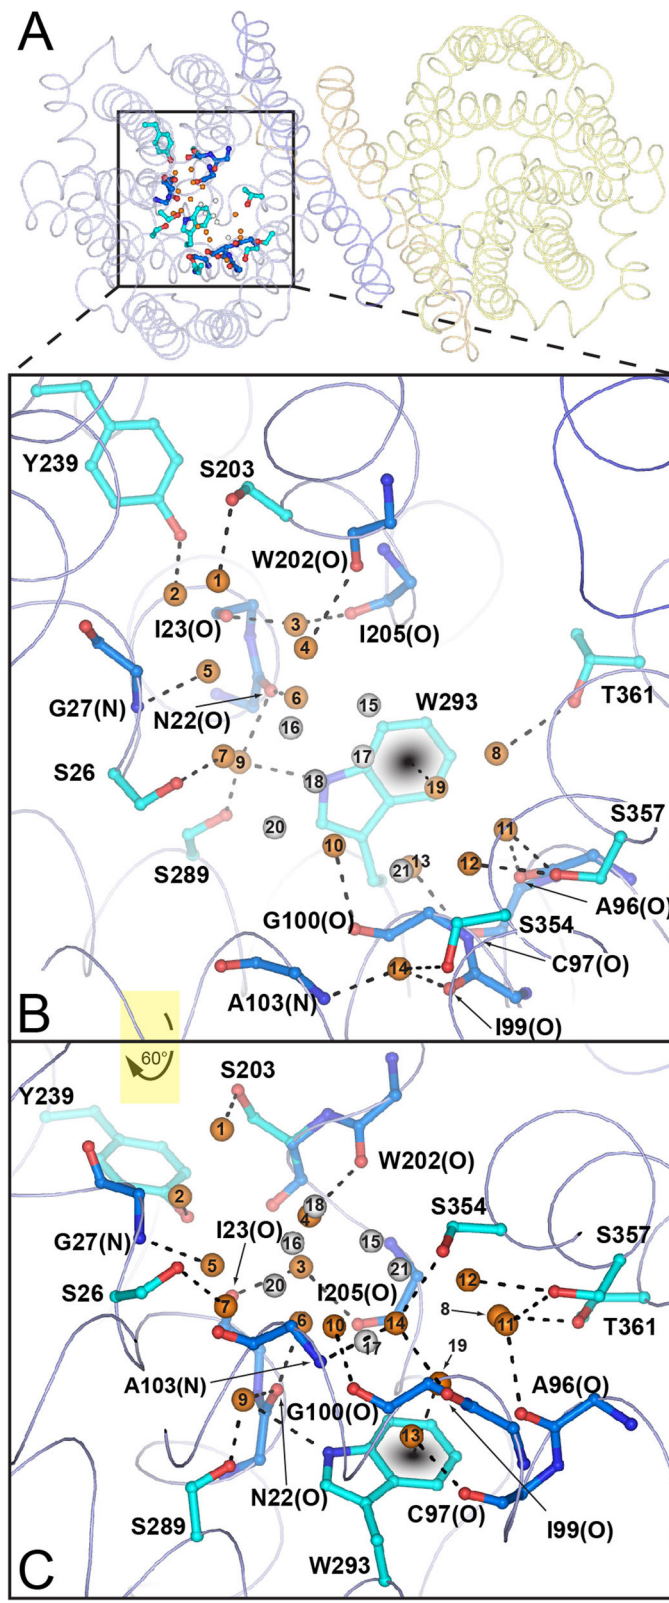 A
Y239
S203
W202(O)
1
2
I23(O)
3
4
I205(O)
5
G27(N)
N22(O)
6
15
W293
T361
16
7
9
17
8
S26
18
19
20
S289
10
11
S357
13
12
21
G100(O)
A96(O)
S354
C97(O)
14
A103(N)
I99(O)
B
60°
S203
Y239
1
W202(O)
2
18
S354
4
I23(O)
S357
G27(N)
16
15
5
3
21
S26
20
12
I205(O)
7
8
6
10
14
11
T361
17
19
A103(N)
A96(O)
9
G100(O)
13
N22(O)
C97(O)
S289
I99(O)
W293
C